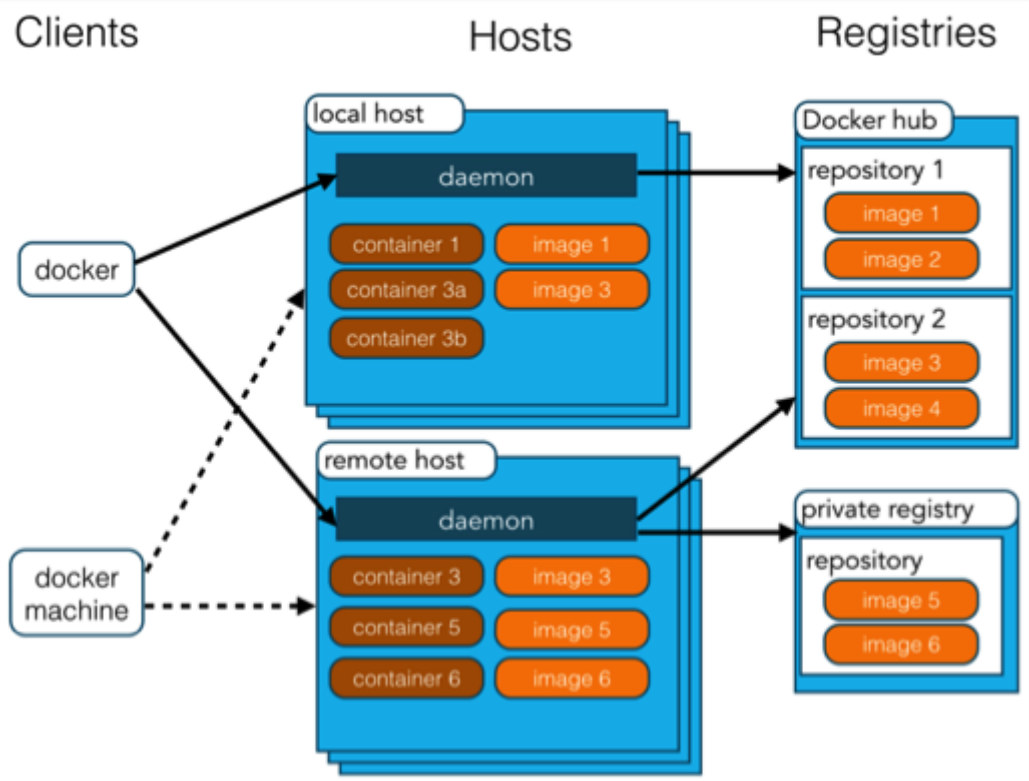 Clients
Hosts
Registries
docker
docker
machine
local host
daemon
container 1
image 1
container 3a
image 3
container 3b
remote host
daemon
container 3
image 3
container 5
image 5
container 6
image 6
Docker hub
repository 1
image 1
image 2
repository 2
image 3
image 4
private registry
repository
image 5
image 6